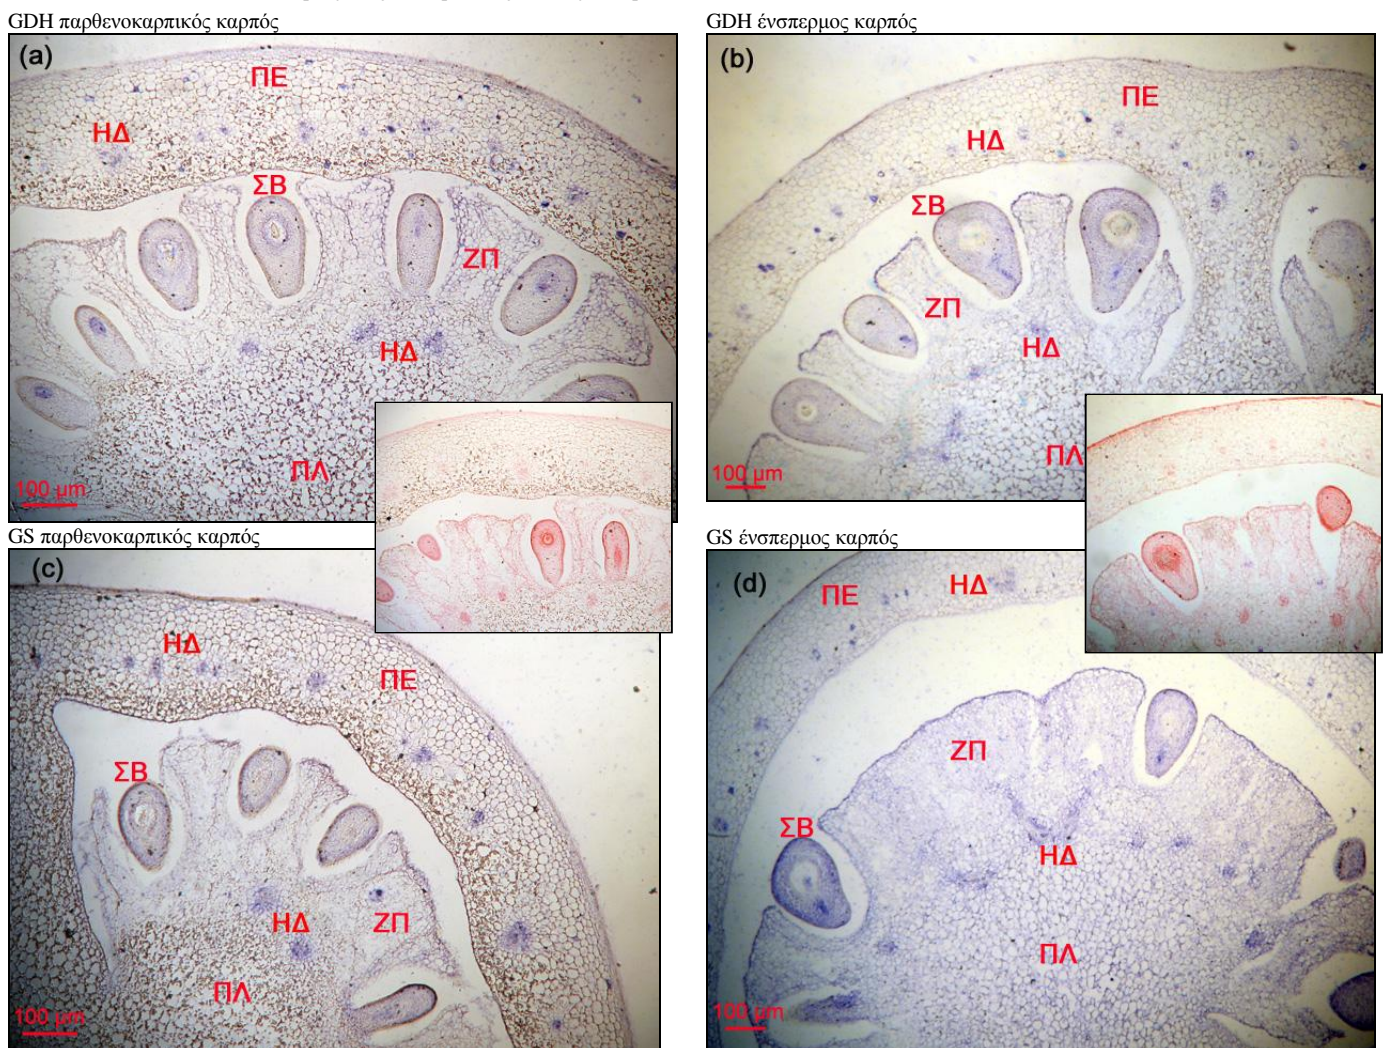 GDH παρθενοκαρπικός καρπός
(a)
ΠΕ
ΗΔ
ΣΒ
ΖΠ
ΗΔ
ΠΛ
100 μm
GDH ένσπερμος καρπός
(b)
ΠΕ
ΗΔ
ΣΒ
ΖΠ
ΗΔ
ΠΛ
100 μm
GS παρθενοκαρπικός καρπός
(c)
ΗΔ
ΠΕ
ΣΒ
ΗΔ
ΖΠ
ΠΛ
100 μm
GS ένσπερμος καρπός
(d)
ΗΔ
ΠΕ
ΖΠ
ΣΒ
ΗΔ
ΠΛ
100 μm